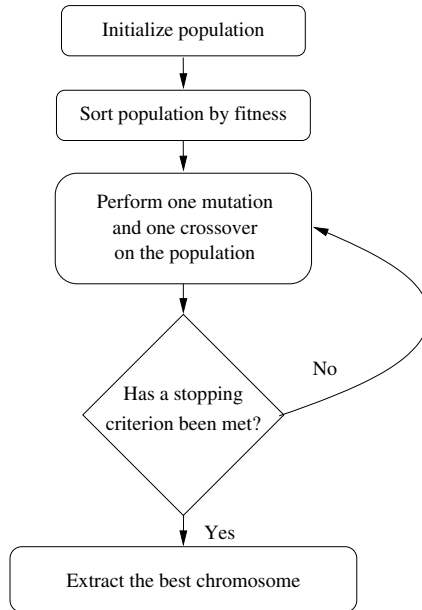 Initialize population
Sort population by fitness
Perform one mutation
and one crossover
on the population
No
Has a stopping
criterion been met?
Yes
Extract the best chromosome